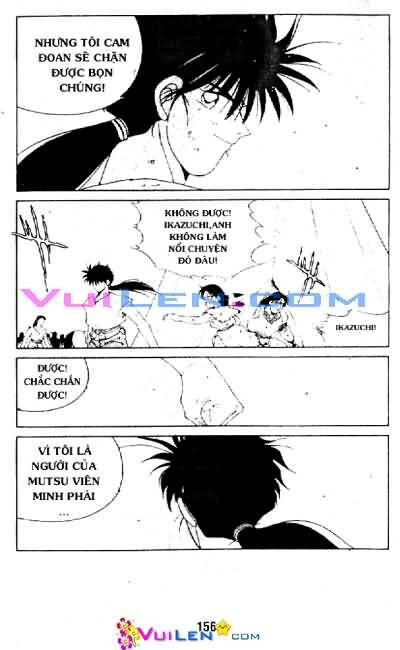 NHƯNG TÔI CAM
ĐOAN SẼ CHẶN
ĐƯỢC BỌN
CHÚNG!
KHÔNG ĐƯỢC!
IKAZUCHI,ANH
KHÔNG LÀM
NỔI CHUYỆN
ĐÓ ĐÂU!
VUILEN.COM
IKAZUCHI!
ĐƯỢC!
CHẮC CHẮN
ĐƯỢC!
VÌ TÔI LÀ
NGƯỜI CỦA
MUTSU VIÊN
MINH PHÁI
...
156
VUILEN.COM